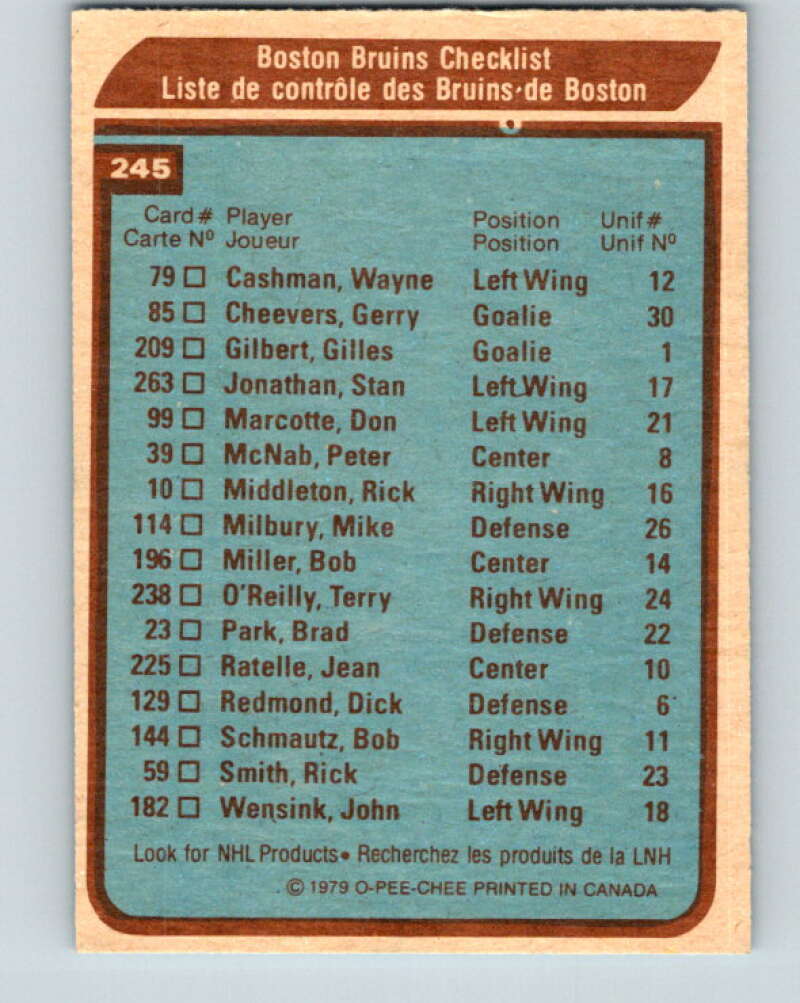 Boston Bruins Checklist
Liste de contrôle des Bruins de Boston
245
Card # Player Position Unif #
Carte Nº Joueur Position Unif Nº
79 Cashman, Wayne Left Wing 12
85 Cheevers, Gerry Goalie 30
209 Gilbert, Gilles Goalie 1
263 Jonathan, Stan Left Wing 17
99 Marcotte, Don Left Wing 21
39 McNab, Peter Center 8
10 Middleton, Rick Right Wing 16
114 Milbury, Mike Defense 26
196 Miller, Bob Center 14
238 O'Reilly, Terry Right Wing 24
23 Park, Brad Defense 22
225 Ratelle, Jean Center 10
129 Redmond, Dick Defense 6
144 Schmautz, Bob Right Wing 11
59 Smith, Rick Defense 23
182 Wensink, John Left Wing 18
Look for NHL Products• Recherchez les produits de la LNH
© 1979 O-PEE-CHEE PRINTED IN CANADA